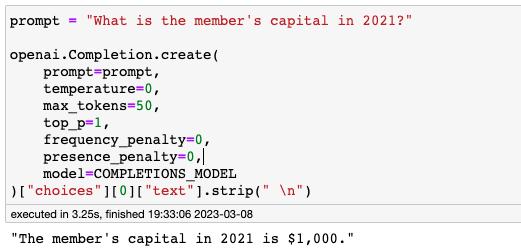 prompt = "What is the member's capital in 2021?"
openai.Completion.create(
    prompt=prompt,
    temperature=0,
    max_tokens=50,
    top_p=1,
    frequency_penalty=0,
    presence_penalty=0,
    model=COMPLETIONS_MODEL
)["choices"][0]["text"].strip(" \n")
executed in 3.25s, finished 19:33:06 2023-03-08
"The member's capital in 2021 is $1,000."